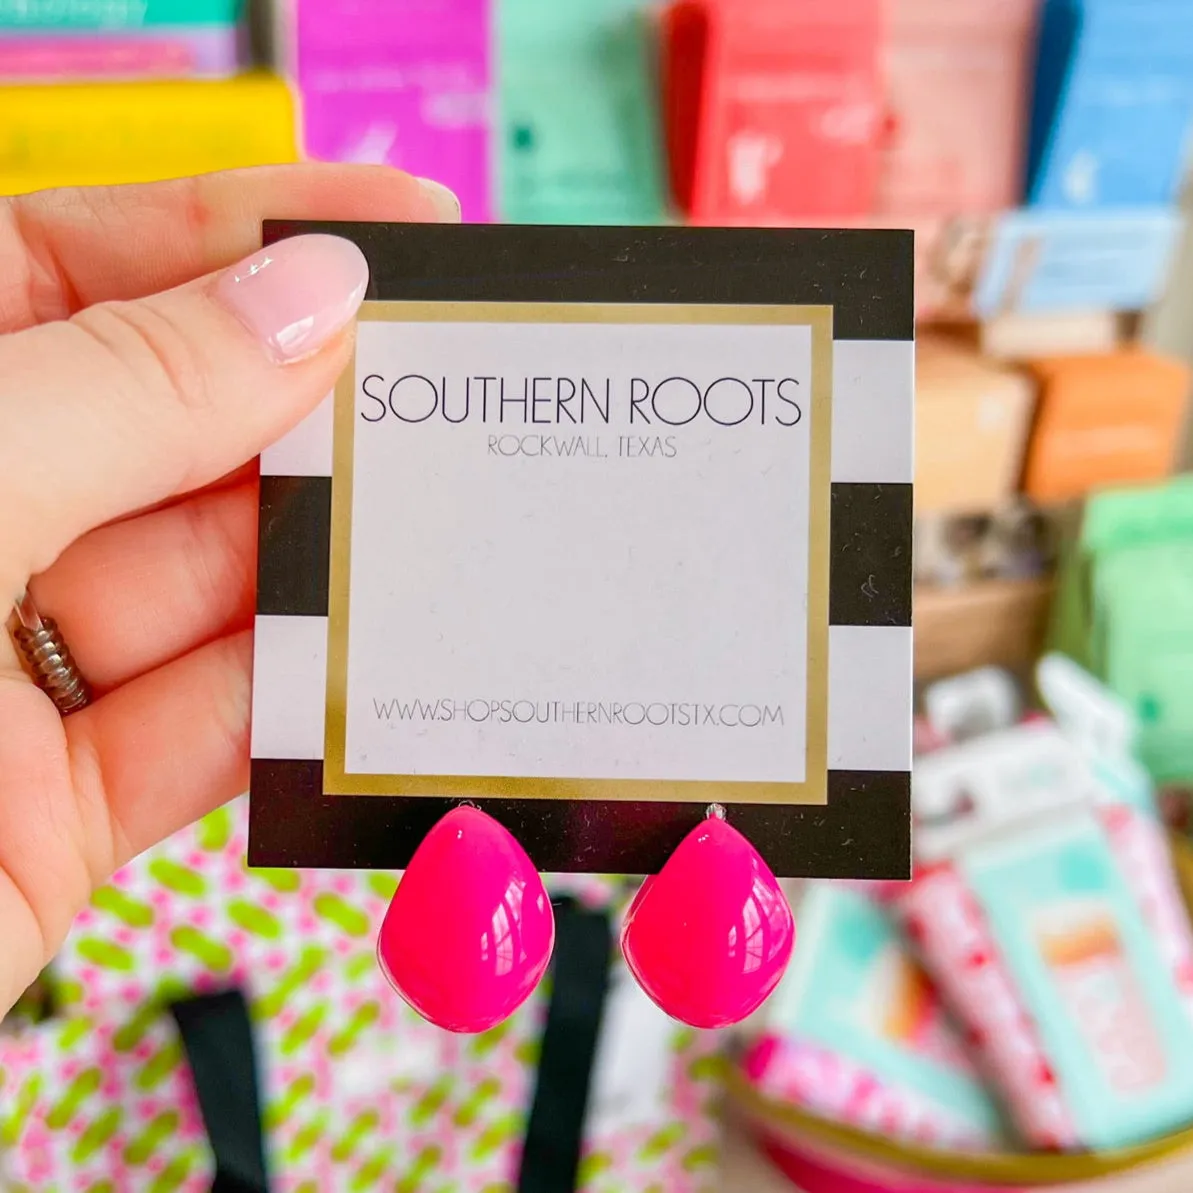 SOUTHERN ROOTS
ROCKWALL, TEXAS
WWW.SHOPSOUTHERNROOTSTX.COM